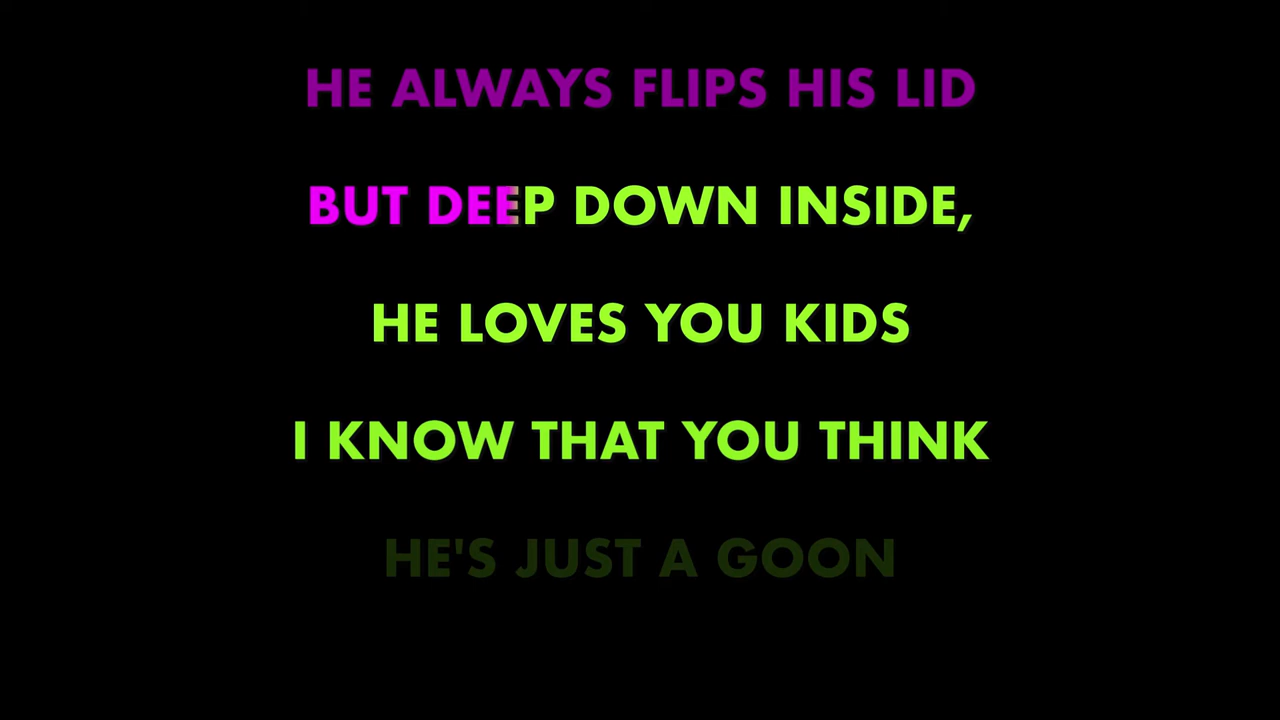 HE ALWAYS FLIPS HIS LID
BUT DEEP DOWN INSIDE,
HE LOVES YOU KIDS
I KNOW THAT YOU THINK
HE'S JUST A GOON